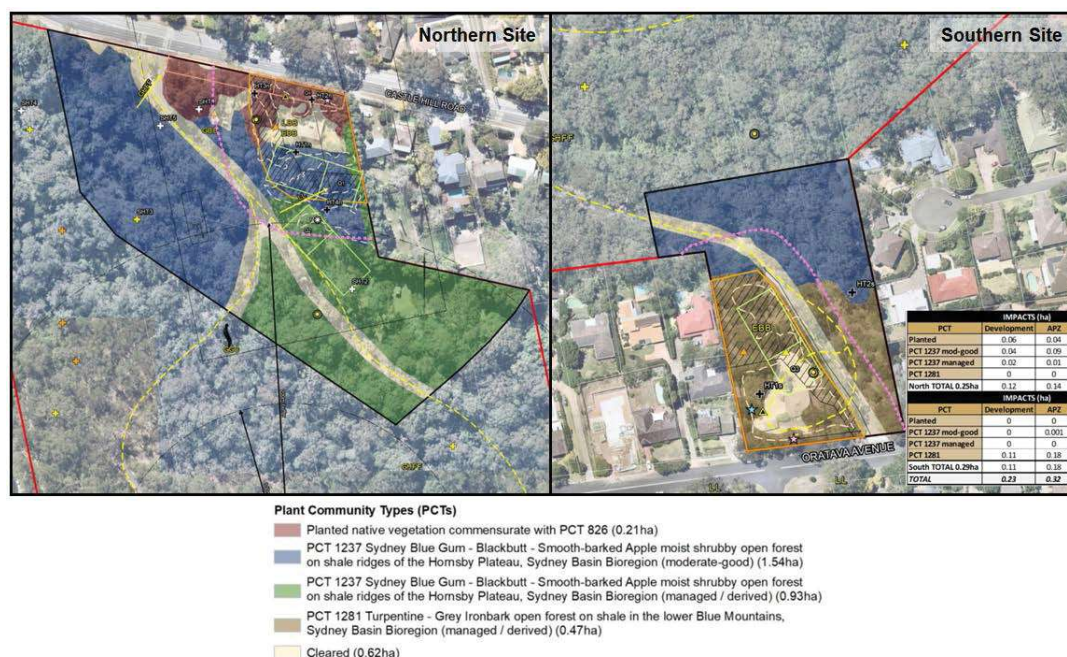 Northern Site
CASTLE HILL ROAD
Southern Site
EBB
HT2s
HT1s
ORATAVA AVENUE
LL
LL
IMPACTS (ha)
PCT Development APZ
Planted 0.06 0.04
PCT 1237 mod-good 0.04 0.09
PCT 1237 managed 0.02 0.01
PCT 1281 0 0
North TOTAL 0.25ha 0.12 0.14
IMPACTS (ha)
PCT Development APZ
Planted 0 0
PCT 1237 mod-good 0 0.001
PCT 1237 managed 0 0
PCT 1281 0.11 0.18
South TOTAL 0.29ha 0.11 0.18
TOTAL 0.23 0.32
Plant Community Types (PCTs)
Planted native vegetation commensurate with PCT 826 (0.21ha)
PCT 1237 Sydney Blue Gum - Blackbutt - Smooth-barked Apple moist shrubby open forest
on shale ridges of the Hornsby Plateau, Sydney Basin Bioregion (moderate-good) (1.54ha)
PCT 1237 Sydney Blue Gum - Blackbutt - Smooth-barked Apple moist shrubby open forest
on shale ridges of the Hornsby Plateau, Sydney Basin Bioregion (managed / derived) (0.93ha)
PCT 1281 Turpentine - Grey Ironbark open forest on shale in the lower Blue Mountains,
Sydney Basin Bioregion (managed / derived) (0.47ha)
Cleared (0.62ha)